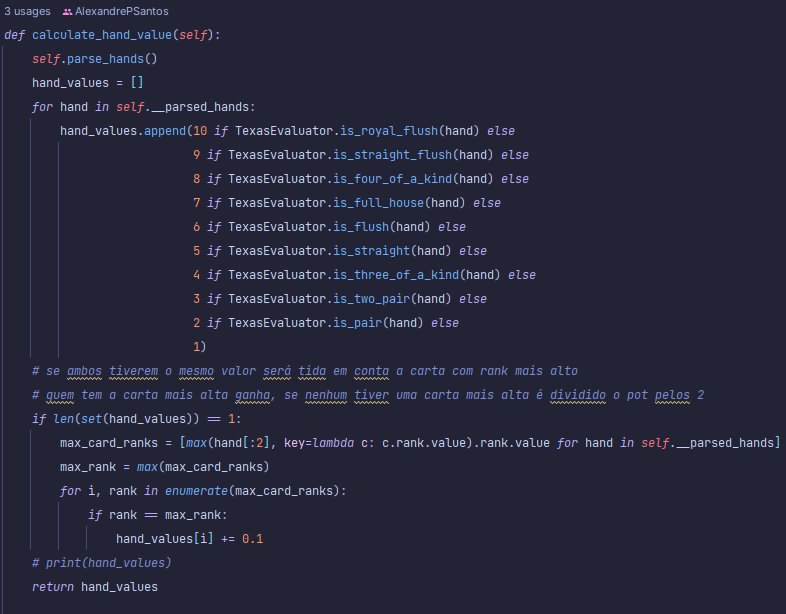 3 usages AlexandrePSantos
def calculate_hand_value(self):
    self.parse_hands()
    hand_values = []
    for hand in self.__parsed_hands:
        hand_values.append(10 if TexasEvaluator.is_royal_flush(hand) else
                           9 if TexasEvaluator.is_straight_flush(hand) else
                           8 if TexasEvaluator.is_four_of_a_kind(hand) else
                           7 if TexasEvaluator.is_full_house(hand) else
                           6 if TexasEvaluator.is_flush(hand) else
                           5 if TexasEvaluator.is_straight(hand) else
                           4 if TexasEvaluator.is_three_of_a_kind(hand) else
                           3 if TexasEvaluator.is_two_pair(hand) else
                           2 if TexasEvaluator.is_pair(hand) else
                           1)
    # se ambos tiverem o mesmo valor será tida em conta a carta com rank mais alto
    # quem tem a carta mais alta ganha, se nenhum tiver uma carta mais alta é dividido o pot pelos 2
    if len(set(hand_values)) == 1:
        max_card_ranks = [max(hand[:2], key=lambda c: c.rank.value).rank.value for hand in self.__parsed_hands]
        max_rank = max(max_card_ranks)
        for i, rank in enumerate(max_card_ranks):
            if rank == max_rank:
                hand_values[i] += 0.1
    # print(hand_values)
    return hand_values